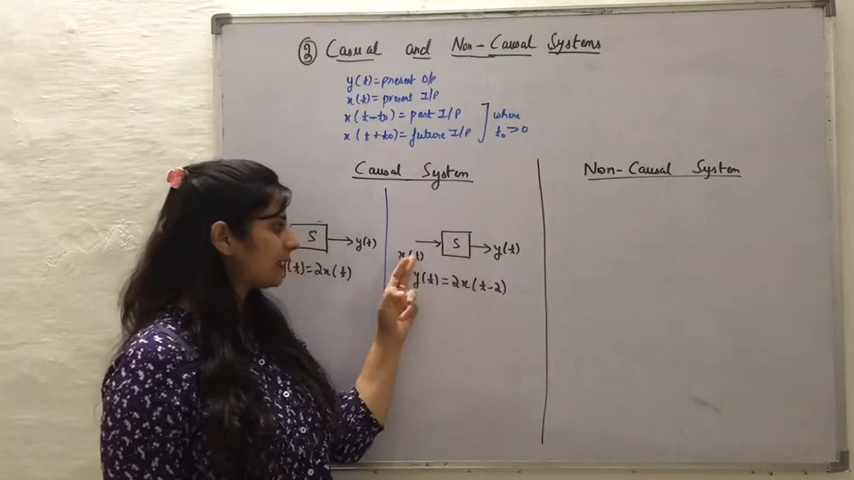 ② Casual and Non-Causal Systems
y(t)=present O/P
x(t)=present I/P
x(t-t₀)=past I/P
x(t+t₀)=future I/P
] where
t₀>0
Causal System
S
y(t)
(t)=2x(t)
x(t)
S
y(t)
y(t)=2x(t-2)
Non-Causal System